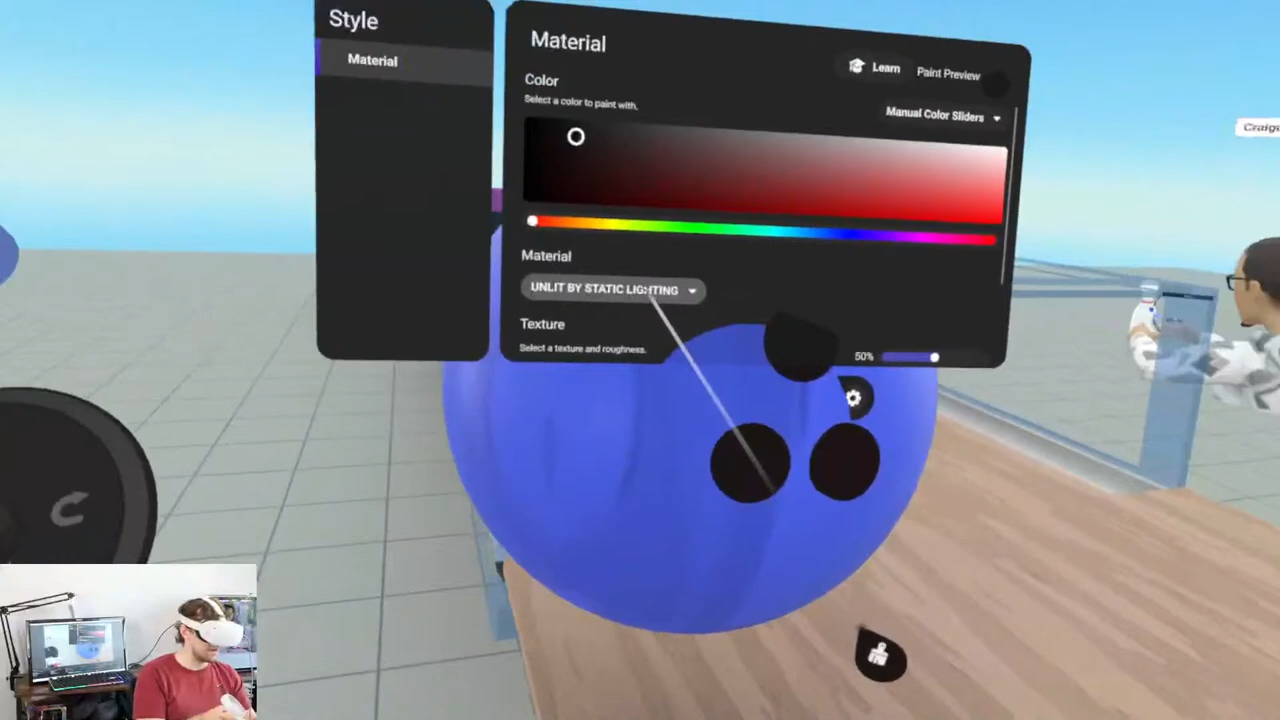 Style
Material
Material
Learn
Paint Preview
Color
Select a color to paint with.
Manual Color Sliders
Material
UNLIT BY STATIC LIGHTING
Texture
Select a texture and roughness.
50%